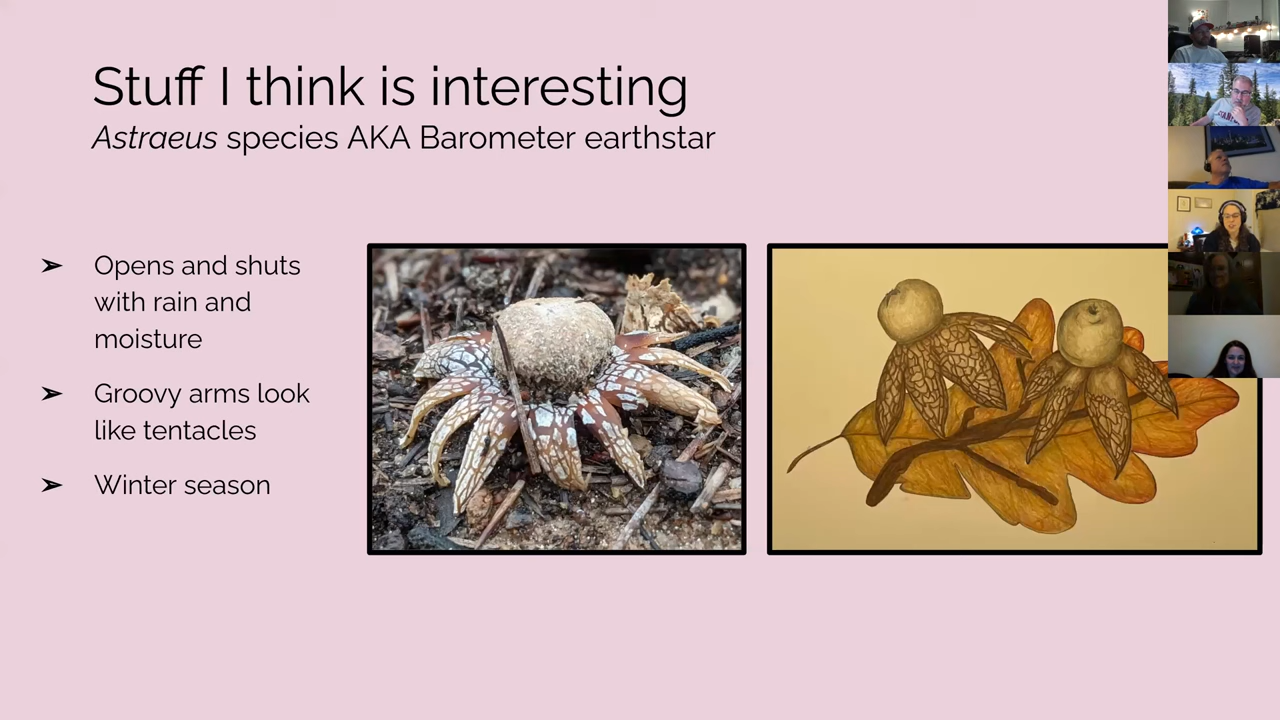 Stuff I think is interesting
Astraeus species AKA Barometer earthstar
➢ Opens and shuts
with rain and
moisture
➢ Groovy arms look
like tentacles
➢ Winter season